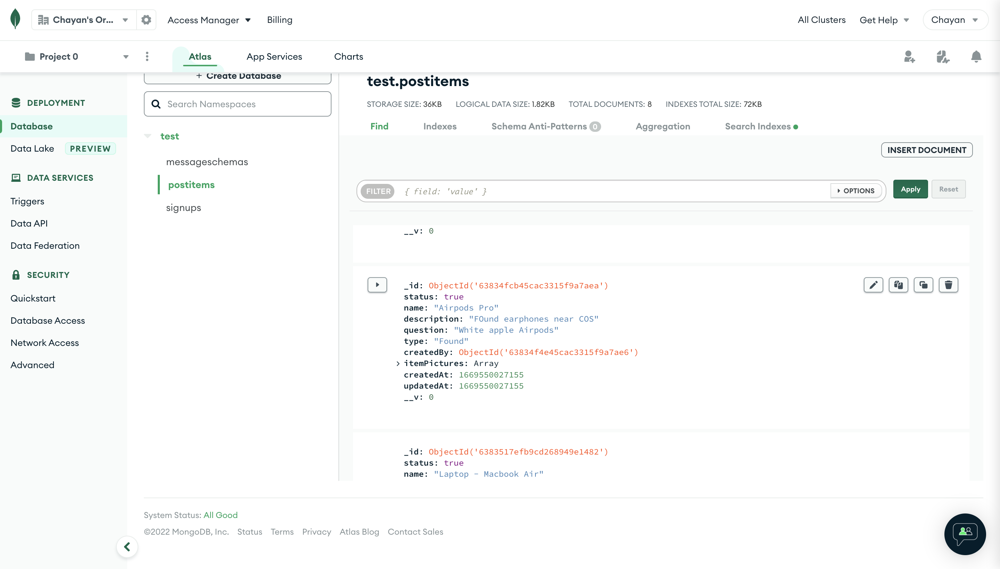 Chayan's Or...
Access Manager
Billing
All Clusters
Get Help
Chayan
Project 0
Atlas
App Services
Charts
DEPLOYMENT
Database
Data Lake PREVIEW
DATA SERVICES
Triggers
Data API
Data Federation
SECURITY
Quickstart
Database Access
Network Access
Advanced
+ Create Database
Search Namespaces
test
messageschemas
postitems
signups
test.postitems
STORAGE SIZE: 36KB LOGICAL DATA SIZE: 1.82KB TOTAL DOCUMENTS: 8 INDEXES TOTAL SIZE: 72KB
Find Indexes Schema Anti-Patterns 0 Aggregation Search Indexes
INSERT DOCUMENT
FILTER { field: 'value' } OPTIONS Apply Reset
__v: 0
_id: ObjectId('63834fcb45cac3315f9a7aea')
status: true
name: "Airpods Pro"
description: "FOund earphones near COS"
question: "White apple Airpods"
type: "Found"
createdBy: ObjectId('63834f4e45cac3315f9a7ae6')
itemPictures: Array
createdAt: 1669550027155
updatedAt: 1669550027155
__v: 0
_id: ObjectId('6383517efb9cd268949e1482')
status: true
name: "Laptop - Macbook Air"
System Status: All Good
©2022 MongoDB, Inc. Status Terms Privacy Atlas Blog Contact Sales